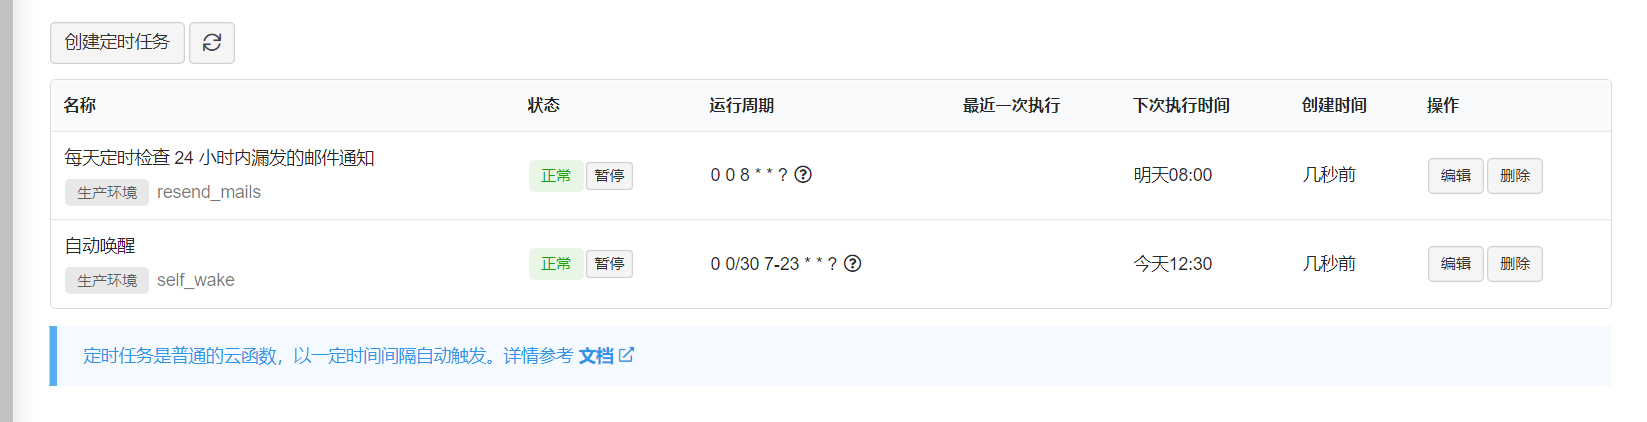 创建定时任务
名称 状态 运行周期 最近一次执行 下次执行时间 创建时间 操作
每天定时检查 24 小时内漏发的邮件通知
生产环境 resend_mails 正常 暂停 0 0 8 * * ? 明天08:00 几秒前 编辑 删除
自动唤醒
生产环境 self_wake 正常 暂停 0 0/30 7-23 * * ? 今天12:30 几秒前 编辑 删除
定时任务是普通的云函数，以一定时间间隔自动触发。详情参考 文档